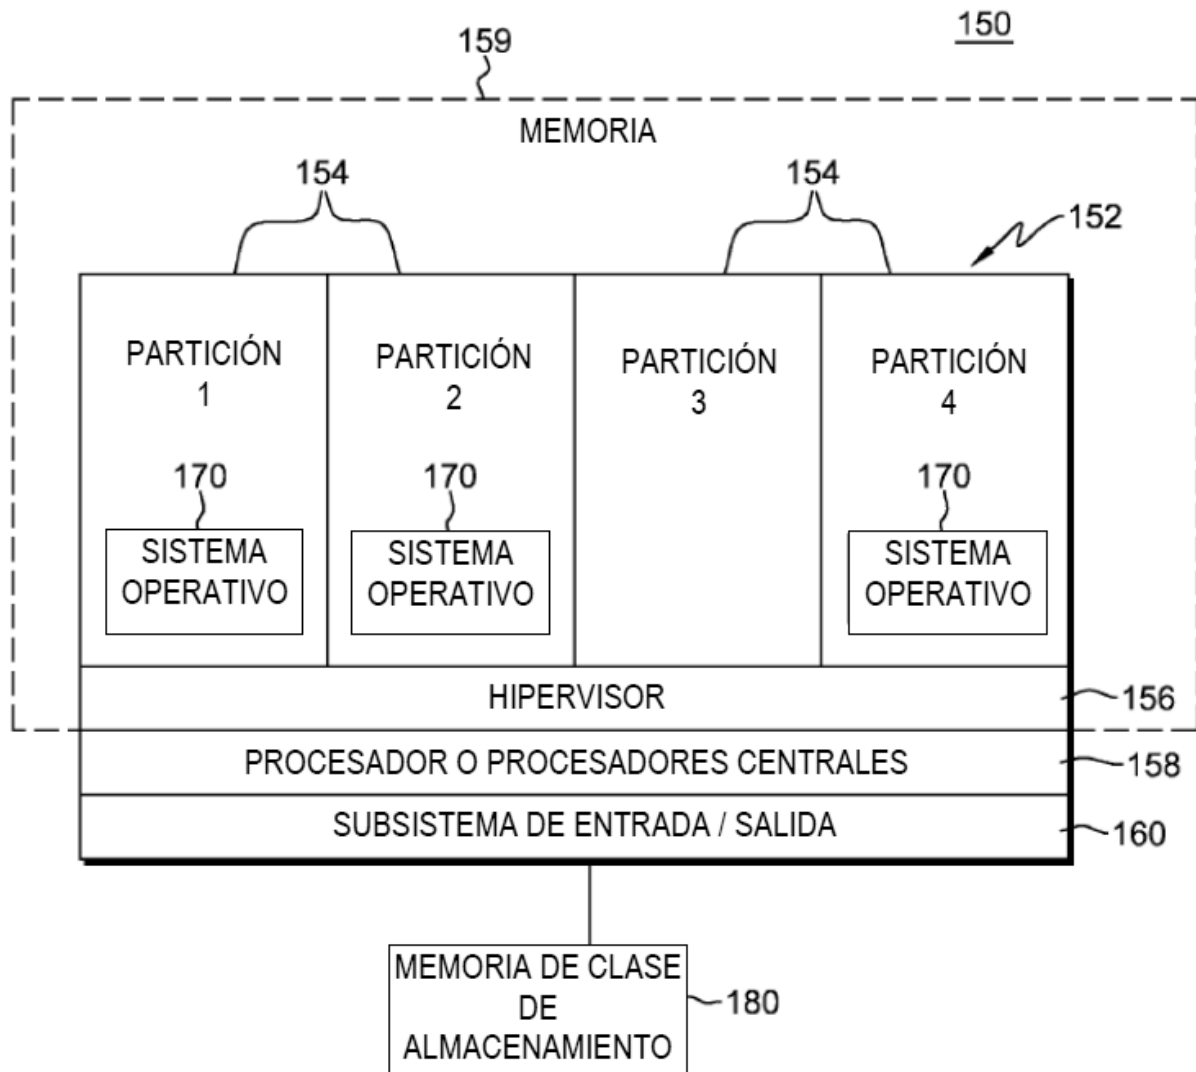 150
159
MEMORIA
154
154
152
PARTICIÓN
1
PARTICIÓN
2
PARTICIÓN
3
PARTICIÓN
4
170
170
170
SISTEMA
OPERATIVO
SISTEMA
OPERATIVO
SISTEMA
OPERATIVO
HIPERVISOR
156
PROCESADOR O PROCESADORES CENTRALES
158
SUBSISTEMA DE ENTRADA / SALIDA
160
MEMORIA DE CLASE
DE
ALMACENAMIENTO
180